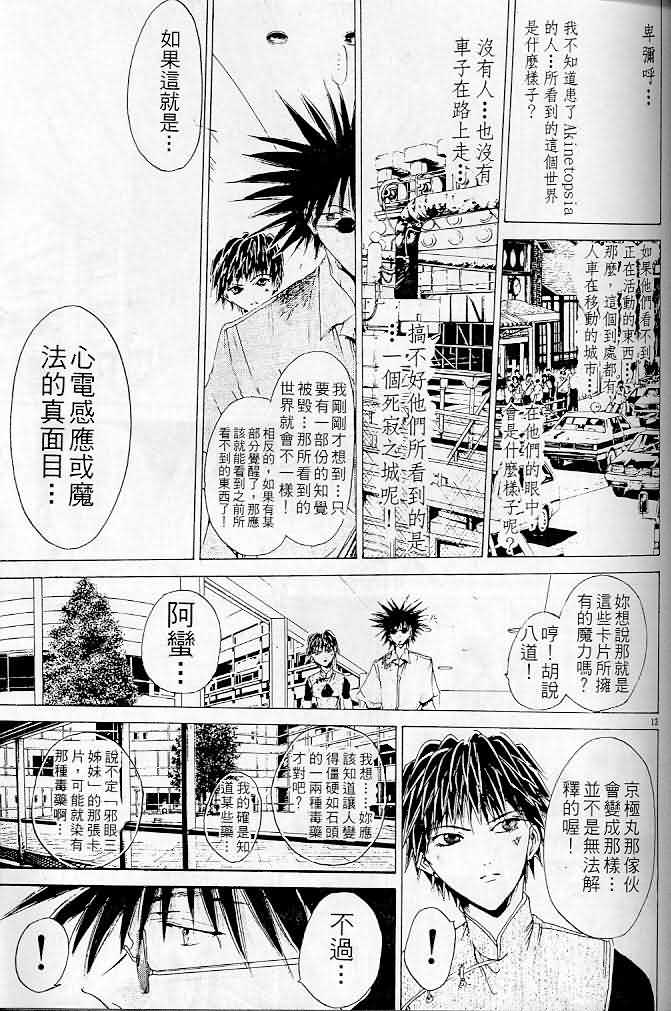 卑彌呼…
我不知道患了Akinetopsia
的人…所看到的這個世界
是什麼樣子？
如果他們看不到
正在活動的東西…
那麼，這個到處都有
人車在移動的城市…
在他們的眼中，
會是什麼樣子呢？
沒有人…也沒有
車子在路上走…
搞不好他們所看到的是
…一個死寂之城呢！
…
我剛剛才想到…只
要有一部份的知覺
被毀…那所看到的
世界就會不一樣！
相反的，如果有某
部分覺醒了，那應
該就能看到之前所
看不到的東西了！
如果這就是…
心電感應或魔
法的真面目…
妳想說那就是
這些卡片所擁
有的魔力嗎？
哼！胡說
八道！
阿蠻…
13
京極丸那傢伙
會變成那樣…
並不是無法解
釋的喔！
我想……妳應
該知道讓人變
得僵硬如石頭
的一兩種毒藥
才對吧？
我的確是知
道某些藥…
說不定「邪眼三
姊妹」的那張卡
片，可能就染有
那種毒藥啊…
！
不過…
！